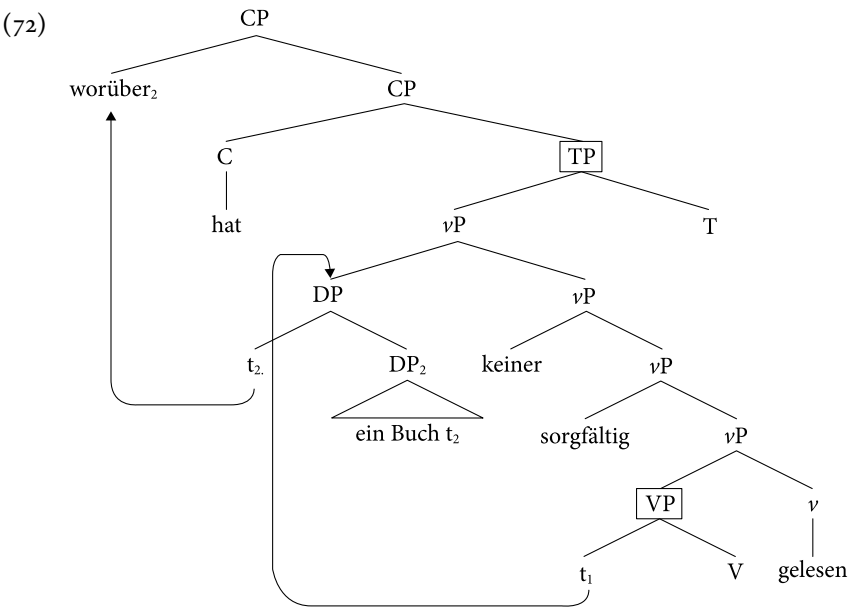 (72)
CP
worüber₂ CP
C TP
hat vP T
DP vP
t₂. DP₂ keiner vP
ein Buch t₂ sorgfältig vP
VP v
t₁ V gelesen